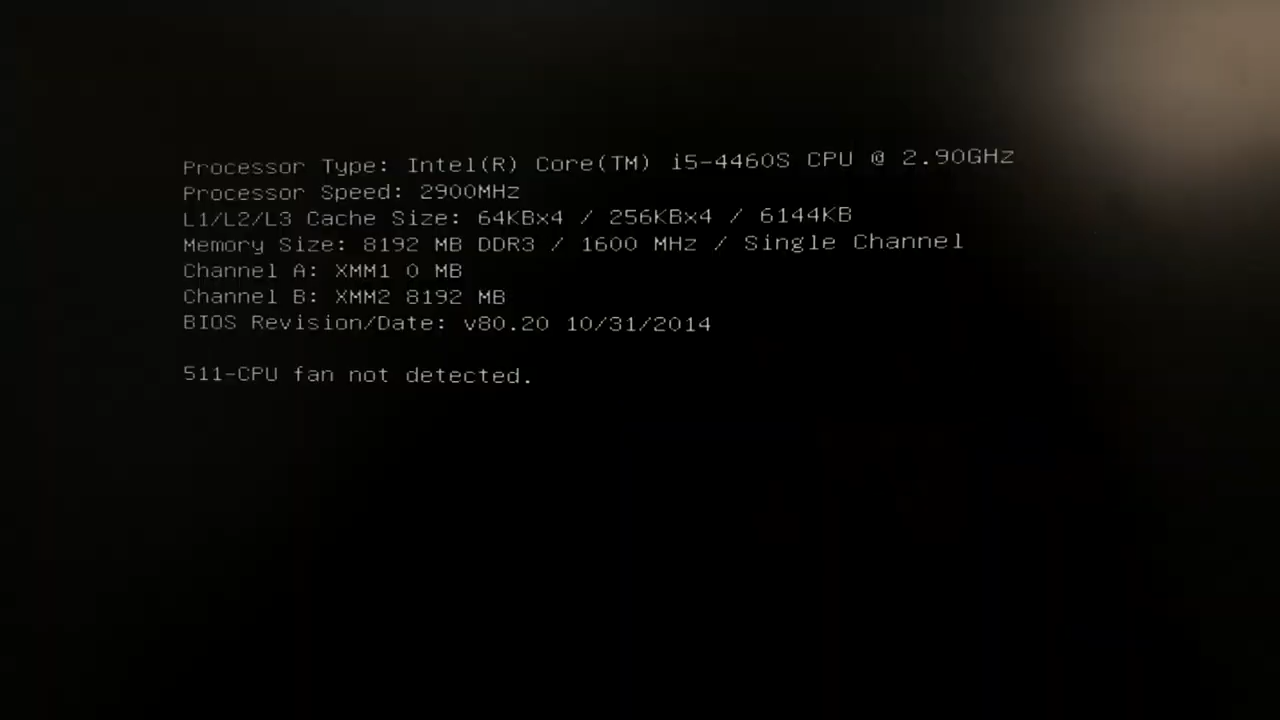 Processor Type: Intel(R) Core(TM) i5-4460S CPU @ 2.90GHz
Processor Speed: 2900MHz
L1/L2/L3 Cache Size: 64KBx4 / 256KBx4 / 6144KB
Memory Size: 8192 MB DDR3 / 1600 MHz / Single Channel
Channel A: XMM1 0 MB
Channel B: XMM2 8192 MB
BIOS Revision/Date: v80.20 10/31/2014
511-CPU fan not detected.